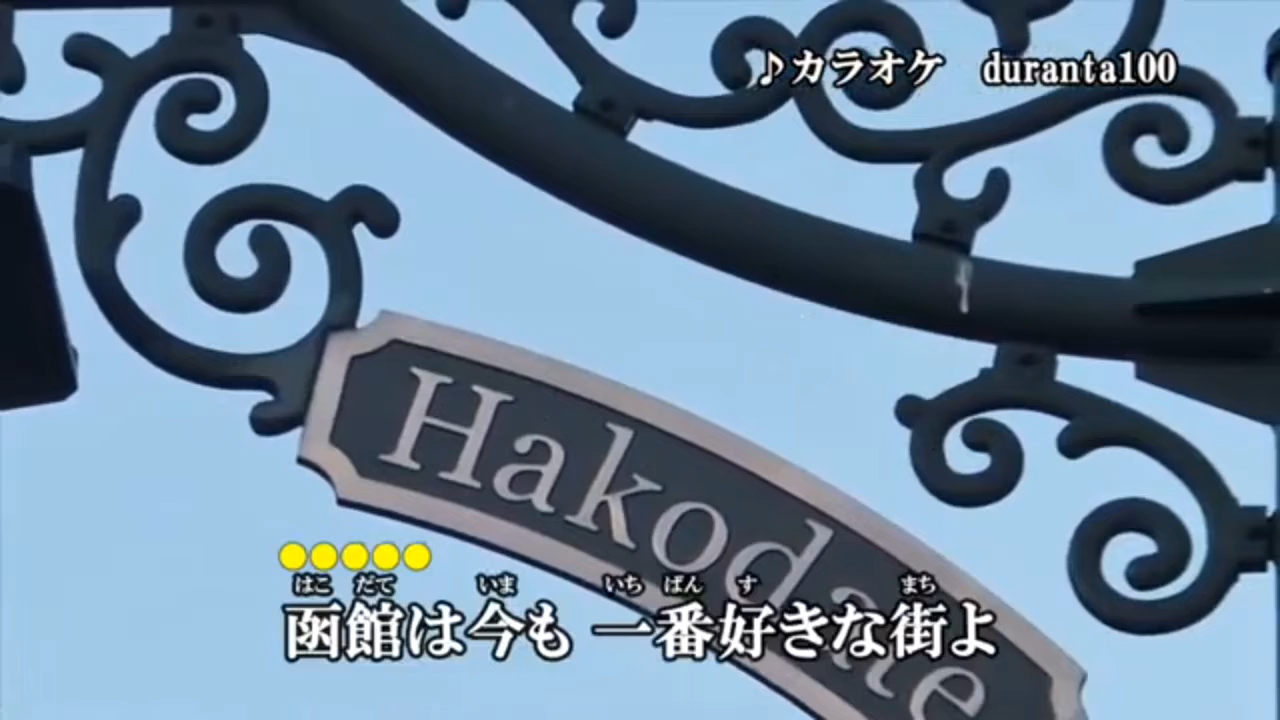 ♪カラオケ　duranta100
Hakodate
はこ だて いま いち ばん す まち
函館は今も 一番好きな街よ